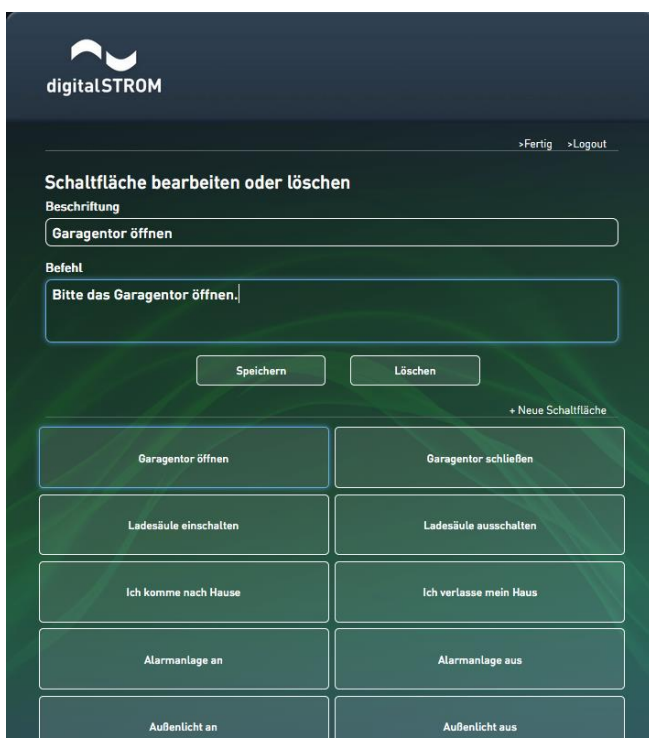 digitalSTROM
>Fertig >Logout
Schaltfläche bearbeiten oder löschen
Beschriftung
Garagentor öffnen
Befehl
Bitte das Garagentor öffnen.
Speichern Löschen
+ Neue Schaltfläche
Garagentor öffnen Garagentor schließen
Ladesäule einschalten Ladesäule ausschalten
Ich komme nach Hause Ich verlasse mein Haus
Alarmanlage an Alarmanlage aus
Außenlicht an Außenlicht aus